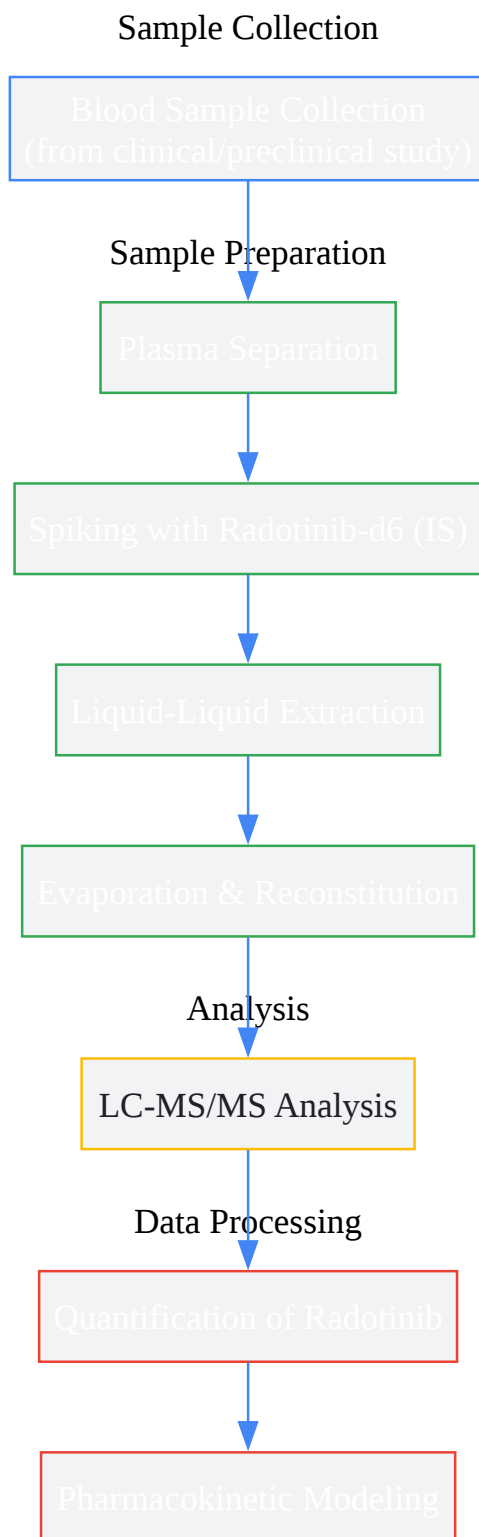 Sample Collection
Blood Sample Collection
(from clinical/preclinical study)
Sample Preparation
Plasma Separation
Spiking with Radotinib-d6 (IS)
Liquid-Liquid Extraction
Evaporation & Reconstitution
Analysis
LC-MS/MS Analysis
Data Processing
Quantification of Radotinib
Pharmacokinetic Modeling